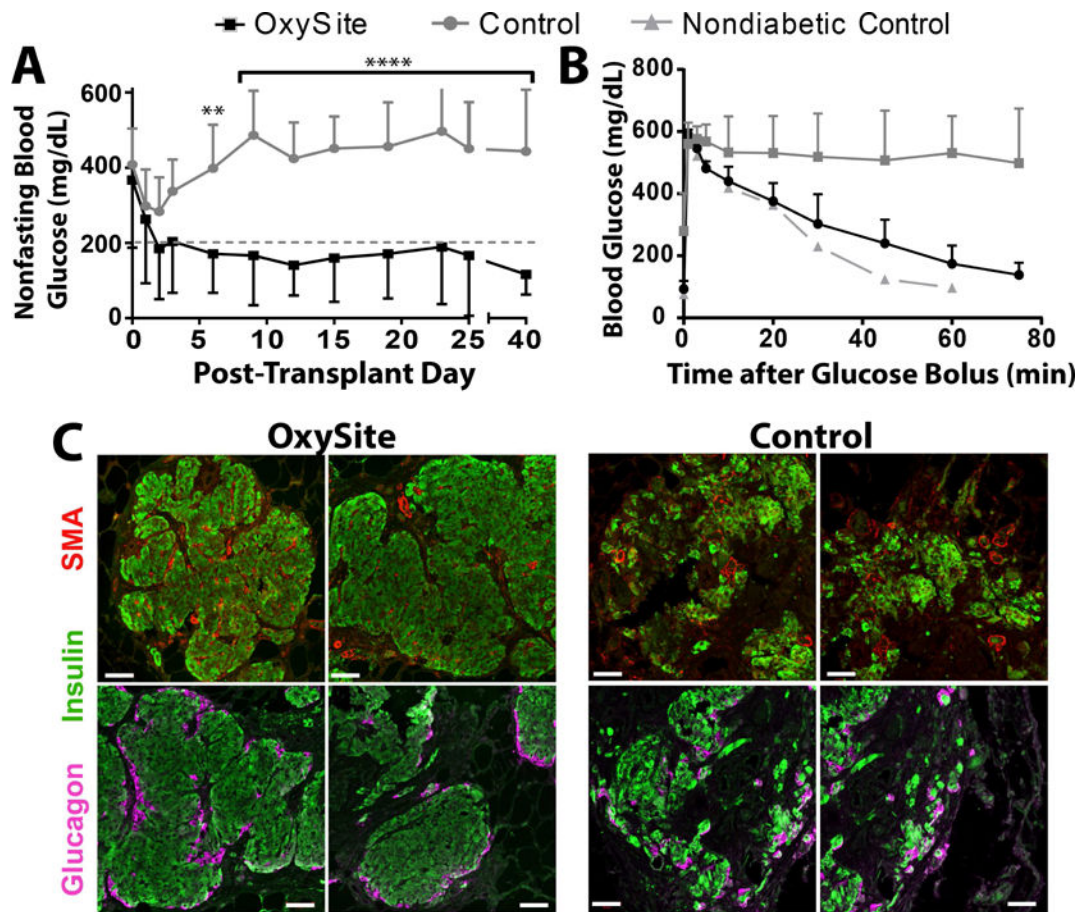 OxySite Control Nondiabetic Control
A
****
**
600
400
200
0
Nonfasting Blood
Glucose (mg/dL)
0 5 10 15 20 25 40
Post-Transplant Day
B
800
600
400
200
0
Blood Glucose (mg/dL)
0 20 40 60 80
Time after Glucose Bolus (min)
C
OxySite Control
SMA
Insulin
Glucagon